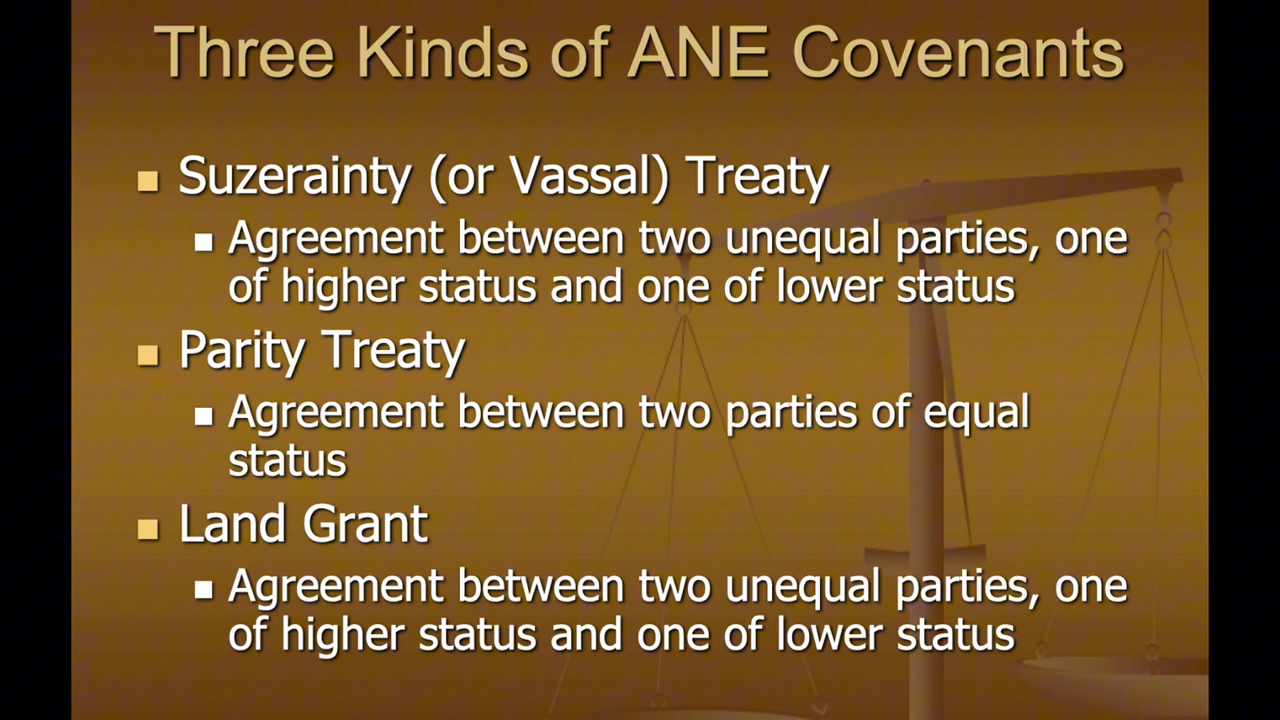 Three Kinds of ANE Covenants
Suzerainty (or Vassal) Treaty
Agreement between two unequal parties, one
of higher status and one of lower status
Parity Treaty
Agreement between two parties of equal
status
Land Grant
Agreement between two unequal parties, one
of higher status and one of lower status